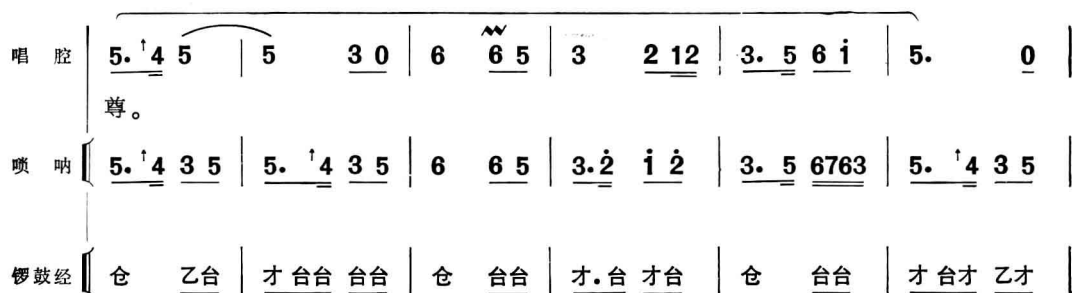 唱腔 5. ↑4 5 | 5 3 0 | 6 6 5 | 3 2 12 | 3. 5 6 i̇ | 5. 0 |
尊。
唢呐 5. ↑4 3 5 | 5. ↑4 3 5 | 6 6 5 | 3.2̇ 1̇ 2̇ | 3. 5 6763 | 5. ↑4 3 5 |
锣鼓经 仓 乙台 | 才 台台 台台 | 仓 台台 | 才.台 才台 | 仓 台台 | 才 台才 乙才 |